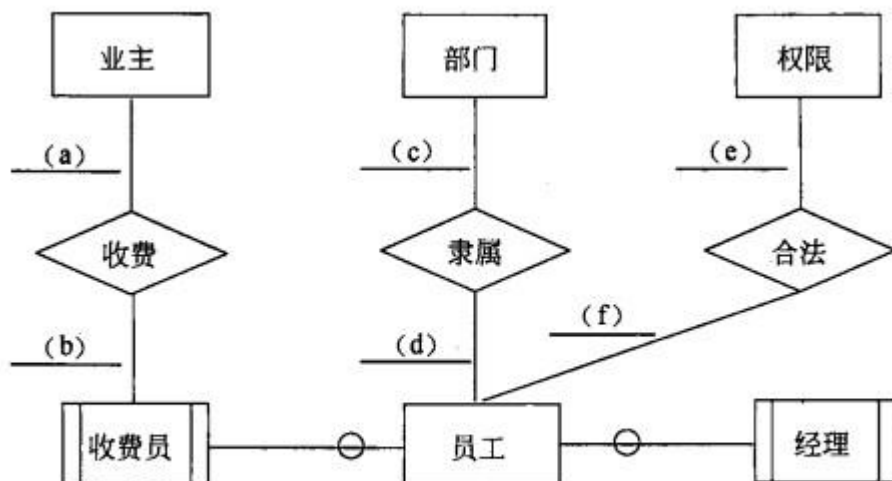 业主 部门 权限
(a) (c) (e)
收费 隶属 合法
(f)
(b) (d)
收费员 员工 经理